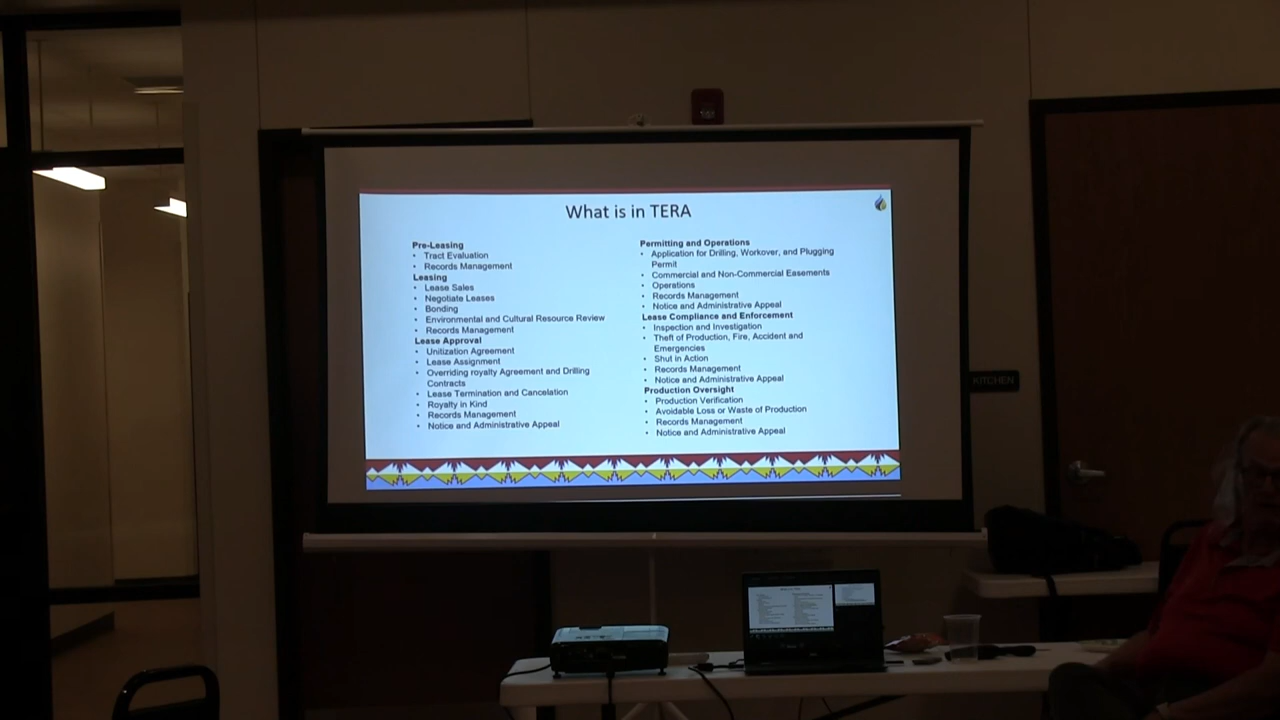 What is in TERA
Pre-Leasing
• Tract Evaluation
• Records Management
Leasing
• Lease Sales
• Negotiate Leases
• Bonding
• Environmental and Cultural Resource Review
• Records Management
Lease Approval
• Unitization Agreement
• Lease Assignment
• Overriding royalty Agreement and Drilling
Contracts
• Lease Termination and Cancelation
• Royalty in Kind
• Records Management
• Notice and Administrative Appeal
Permitting and Operations
• Application for Drilling, Workover, and Plugging
Permit
• Commercial and Non-Commercial Easements
• Operations
• Records Management
• Notice and Administrative Appeal
Lease Compliance and Enforcement
• Inspection and Investigation
• Theft of Production, Fire, Accident and
Emergencies
• Shut in Action
• Records Management
• Notice and Administrative Appeal
Production Oversight
• Production Verification
• Avoidable Loss or Waste of Production
• Records Management
• Notice and Administrative Appeal
KITCHEN